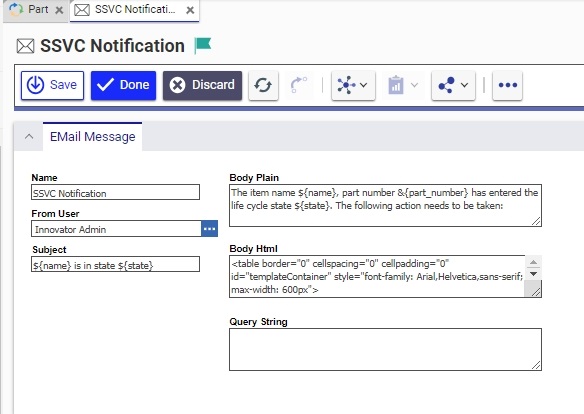 Part
SSVC Notificati...
SSVC Notification
Save
Done
Discard
EMail Message
Name
SSVC Notification
From User
Innovator Admin
Subject
${name} is in state ${state}
Body Plain
The item name ${name}, part number &{part_number} has entered the
life cycle state ${state}. The following action needs to be taken:
Body Html
<table border="0" cellspacing="0" cellpadding="0"
id="templateContainer" style="font-family: Arial,Helvetica,sans-serif;
max-width: 600px">
Query String